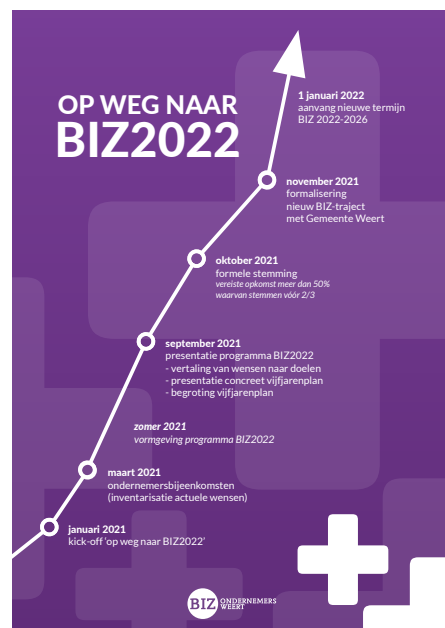 OP WEG NAAR
BIZ2022
1 januari 2022
aanvang nieuwe termijn
BIZ 2022-2026
november 2021
formalisering
nieuw BIZ-traject
met Gemeente Weert
oktober 2021
formele stemming
vereiste opkomst meer dan 50%
waarvan stemmen vóór 2/3
september 2021
presentatie programma BIZ2022
- vertaling van wensen naar doelen
- presentatie concreet vijfjarenplan
- begroting vijfjarenplan
zomer 2021
vormgeving programma BIZ2022
maart 2021
ondernemersbijeenkomsten
(inventarisatie actuele wensen)
januari 2021
kick-off ‘op weg naar BIZ2022’
BIZ ONDERNEMERS
WEERT